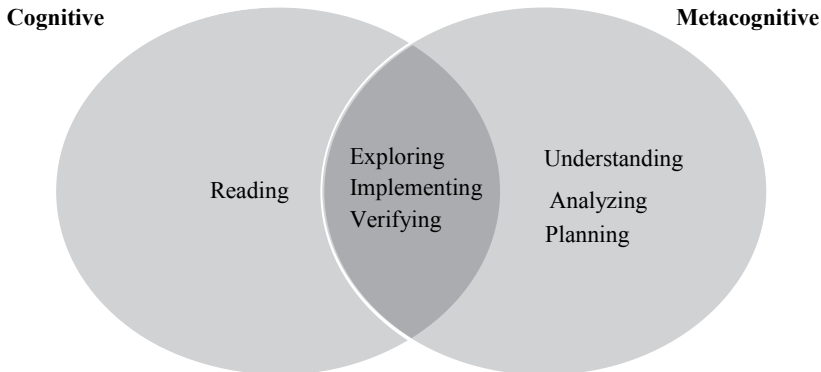 Cognitive
Metacognitive
Reading
Exploring
Implementing
Verifying
Understanding
Analyzing
Planning